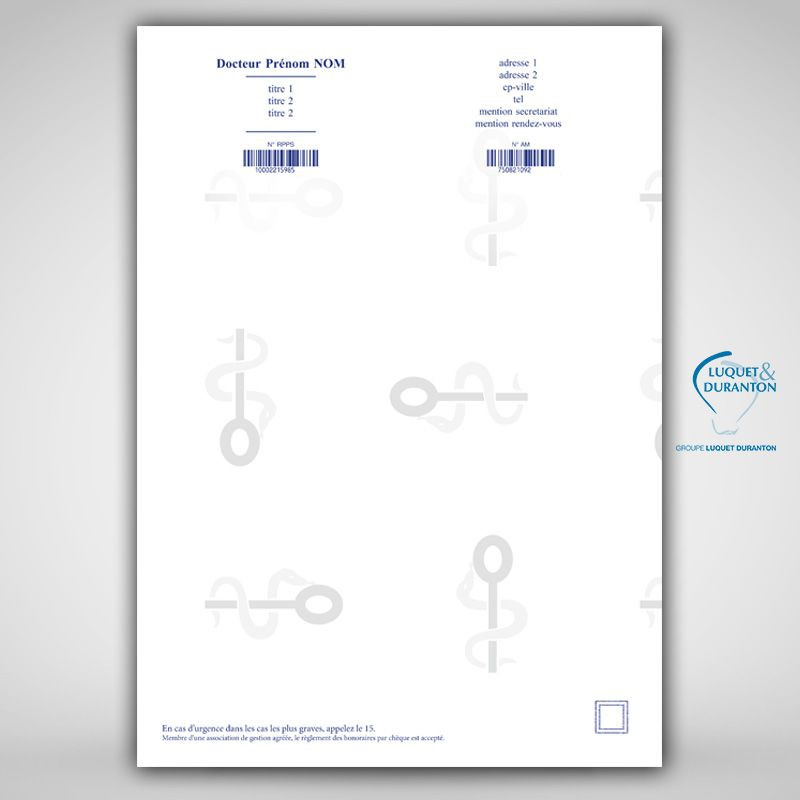 Docteur Prénom NOM
titre 1
titre 2
titre 2
N° RPPS
10002215985
adresse 1
adresse 2
cp-ville
tel
mention secretariat
mention rendez-vous
N° AM
750821092
LUQUET&
DURANTON
GROUPE LUQUET DURANTON
En cas d'urgence dans les cas les plus graves, appelez le 15.
Membre d'une association de gestion agréée, le règlement des honoraires par chèque est accepté.